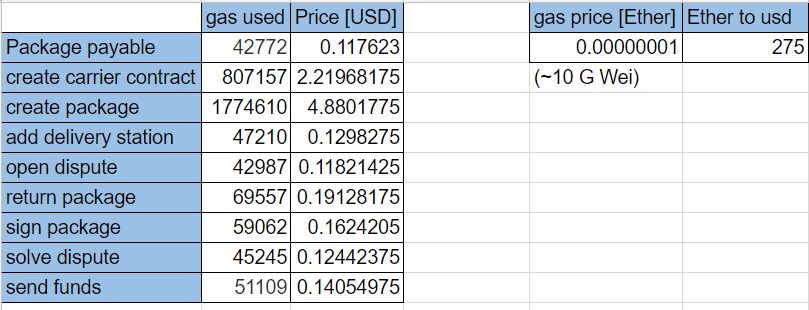 gas used Price [USD] gas price [Ether] Ether to usd
Package payable 42772 0.117623 0.00000001 275
create carrier contract 807157 2.21968175 (~10 G Wei)
create package 1774610 4.8801775
add delivery station 47210 0.1298275
open dispute 42987 0.11821425
return package 69557 0.19128175
sign package 59062 0.1624205
solve dispute 45245 0.12442375
send funds 51109 0.14054975